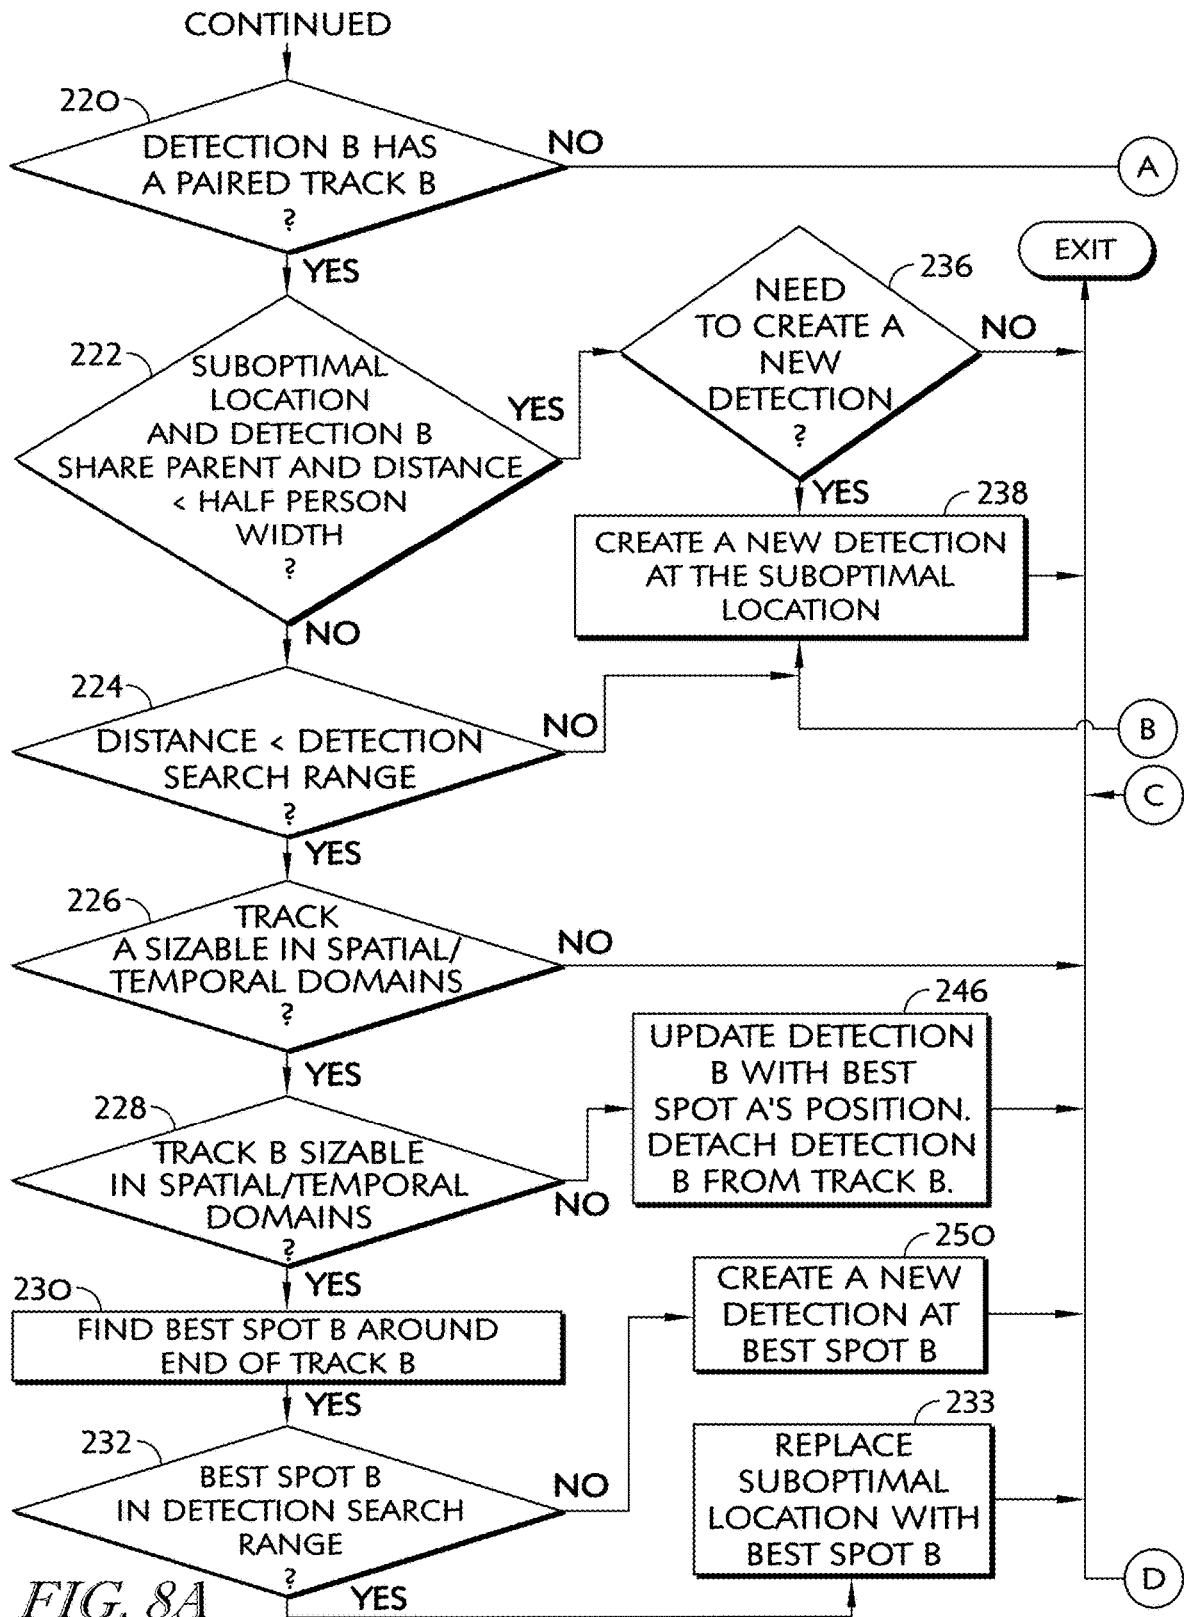 CONTINUED
220
DETECTION B HAS
A PAIRED TRACK B
?
NO
A
YES
EXIT
236
NEED
TO CREATE A
NEW
DETECTION
?
NO
YES
222
SUBOPTIMAL
LOCATION
AND DETECTION B
SHARE PARENT AND DISTANCE
< HALF PERSON
WIDTH
?
YES
NO
238
CREATE A NEW DETECTION
AT THE SUBOPTIMAL
LOCATION
224
DISTANCE < DETECTION
SEARCH RANGE
?
NO
B
C
YES
226
TRACK
A SIZABLE IN SPATIAL/
TEMPORAL DOMAINS
?
NO
YES
246
UPDATE DETECTION
B WITH BEST
SPOT A'S POSITION.
DETACH DETECTION
B FROM TRACK B.
228
TRACK B SIZABLE
IN SPATIAL/TEMPORAL
DOMAINS
?
NO
YES
250
CREATE A NEW
DETECTION AT
BEST SPOT B
230
FIND BEST SPOT B AROUND
END OF TRACK B
YES
232
BEST SPOT B
IN DETECTION SEARCH
RANGE
?
NO
YES
233
REPLACE
SUBOPTIMAL
LOCATION WITH
BEST SPOT B
D
FIG. 8A